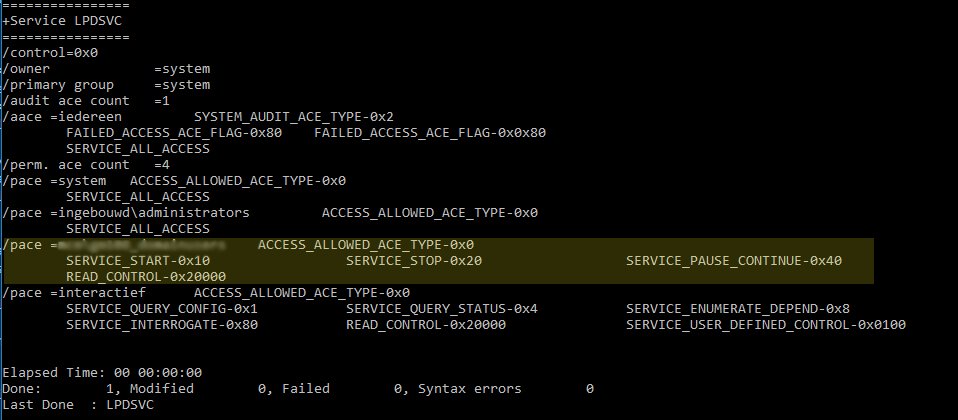 ================
+Service LPDSVC
================
/control=0x0
/owner =system
/primary group =system
/audit ace count =1
/aace =iedereen SYSTEM_AUDIT_ACE_TYPE-0x2
FAILED_ACCESS_ACE_FLAG-0x80 FAILED_ACCESS_ACE_FLAG-0x0x80
SERVICE_ALL_ACCESS
/perm. ace count =4
/pace =system ACCESS_ALLOWED_ACE_TYPE-0x0
SERVICE_ALL_ACCESS
/pace =ingebouwd\administrators ACCESS_ALLOWED_ACE_TYPE-0x0
SERVICE_ALL_ACCESS
/pace = ACCESS_ALLOWED_ACE_TYPE-0x0
SERVICE_START-0x10 SERVICE_STOP-0x20 SERVICE_PAUSE_CONTINUE-0x40
READ_CONTROL-0x20000
/pace =interactief ACCESS_ALLOWED_ACE_TYPE-0x0
SERVICE_QUERY_CONFIG-0x1 SERVICE_QUERY_STATUS-0x4 SERVICE_ENUMERATE_DEPEND-0x8
SERVICE_INTERROGATE-0x80 READ_CONTROL-0x20000 SERVICE_USER_DEFINED_CONTROL-0x0100
Elapsed Time: 00 00:00:00
Done: 1, Modified 0, Failed 0, Syntax errors 0
Last Done : LPDSVC